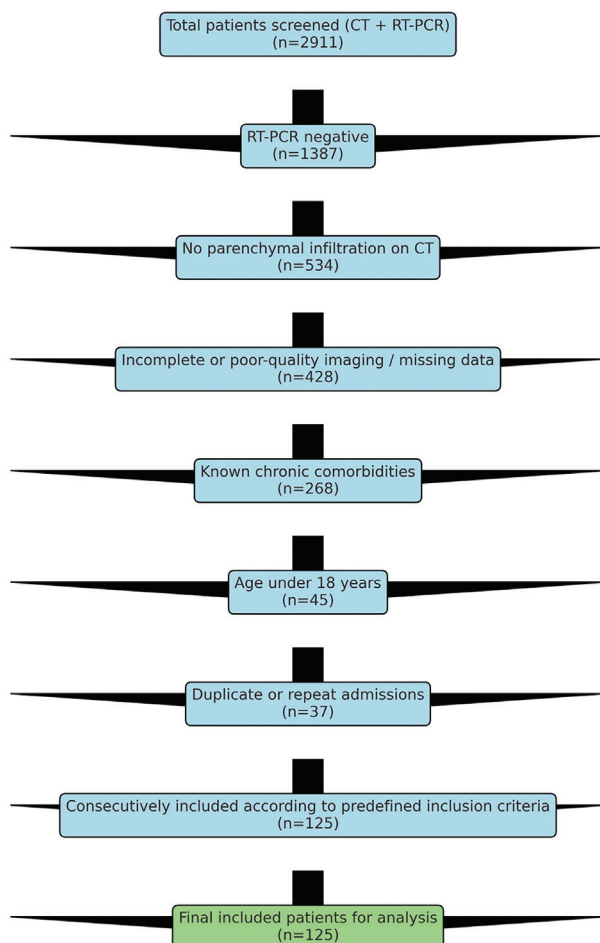 Total patients screened (CT + RT-PCR)
(n=2911)
RT-PCR negative
(n=1387)
No parenchymal infiltration on CT
(n=534)
Incomplete or poor-quality imaging / missing data
(n=428)
Known chronic comorbidities
(n=268)
Age under 18 years
(n=45)
Duplicate or repeat admissions
(n=37)
Consecutively included according to predefined inclusion criteria
(n=125)
Final included patients for analysis
(n=125)